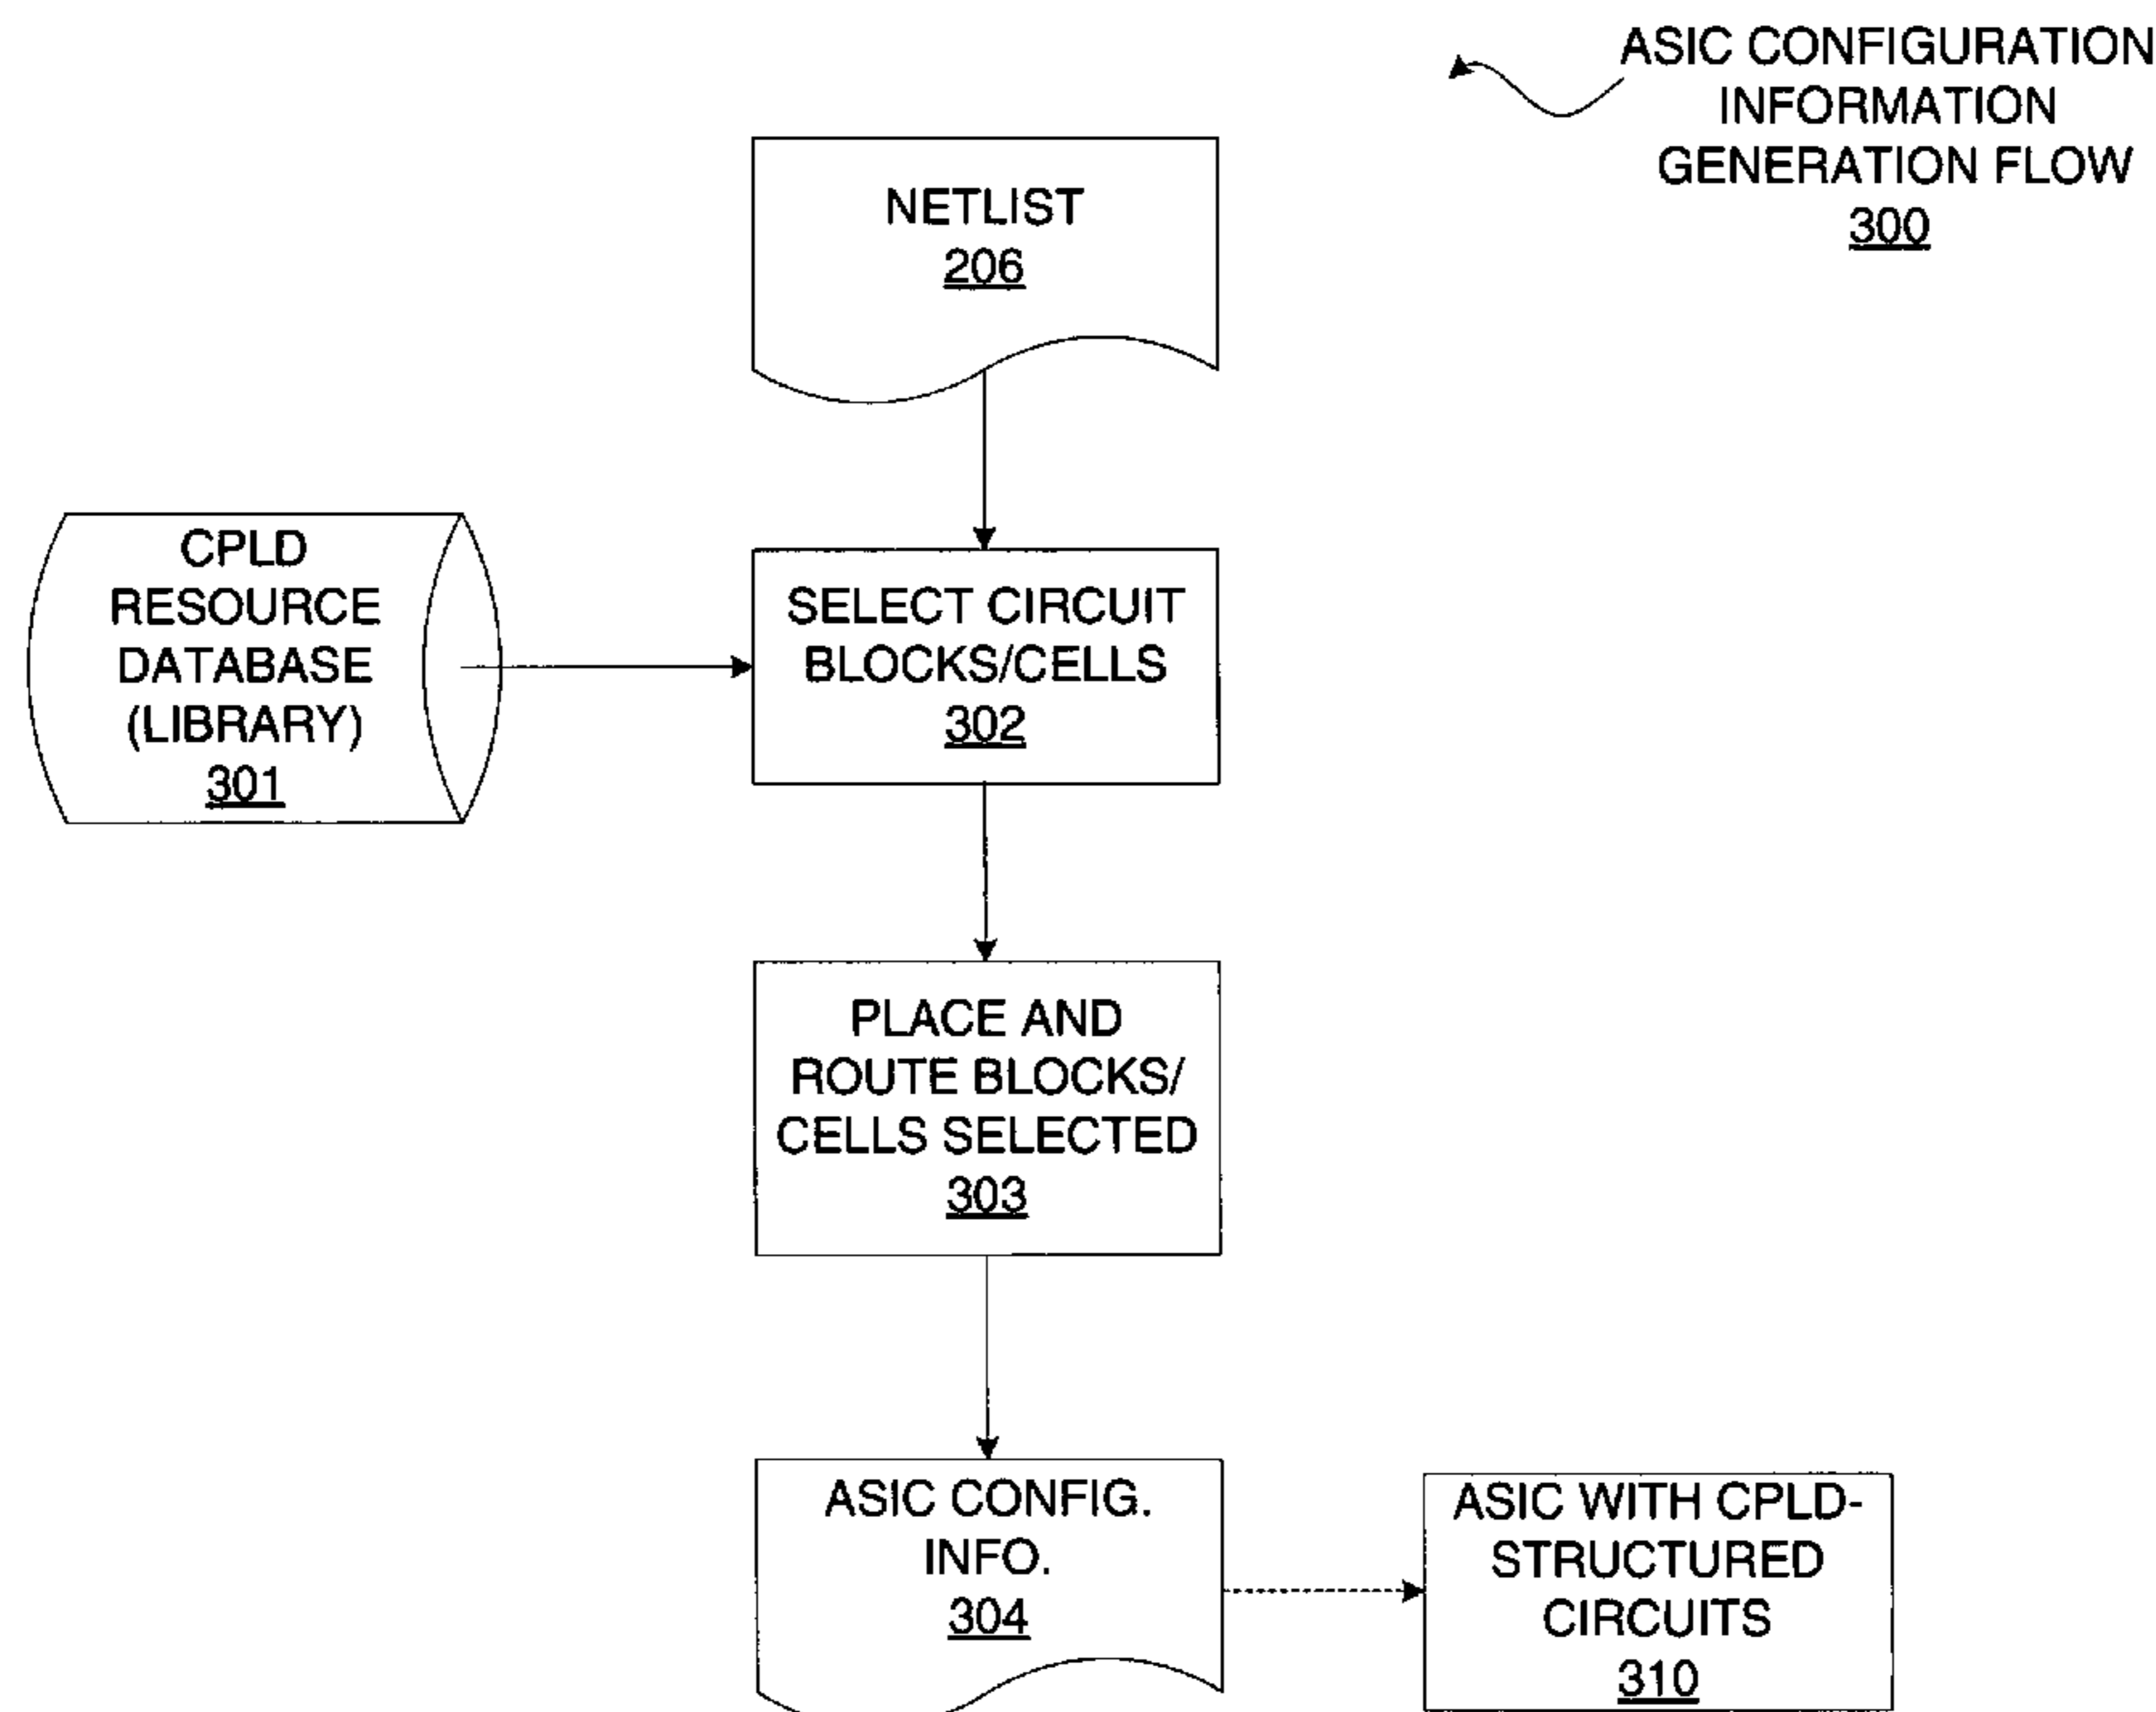 ASIC CONFIGURATION
INFORMATION
GENERATION FLOW
300
NETLIST
206
CPLD
RESOURCE
DATABASE
(LIBRARY)
301
SELECT CIRCUIT
BLOCKS/CELLS
302
PLACE AND
ROUTE BLOCKS/
CELLS SELECTED
303
ASIC CONFIG.
INFO.
304
ASIC WITH CPLD-
STRUCTURED
CIRCUITS
310